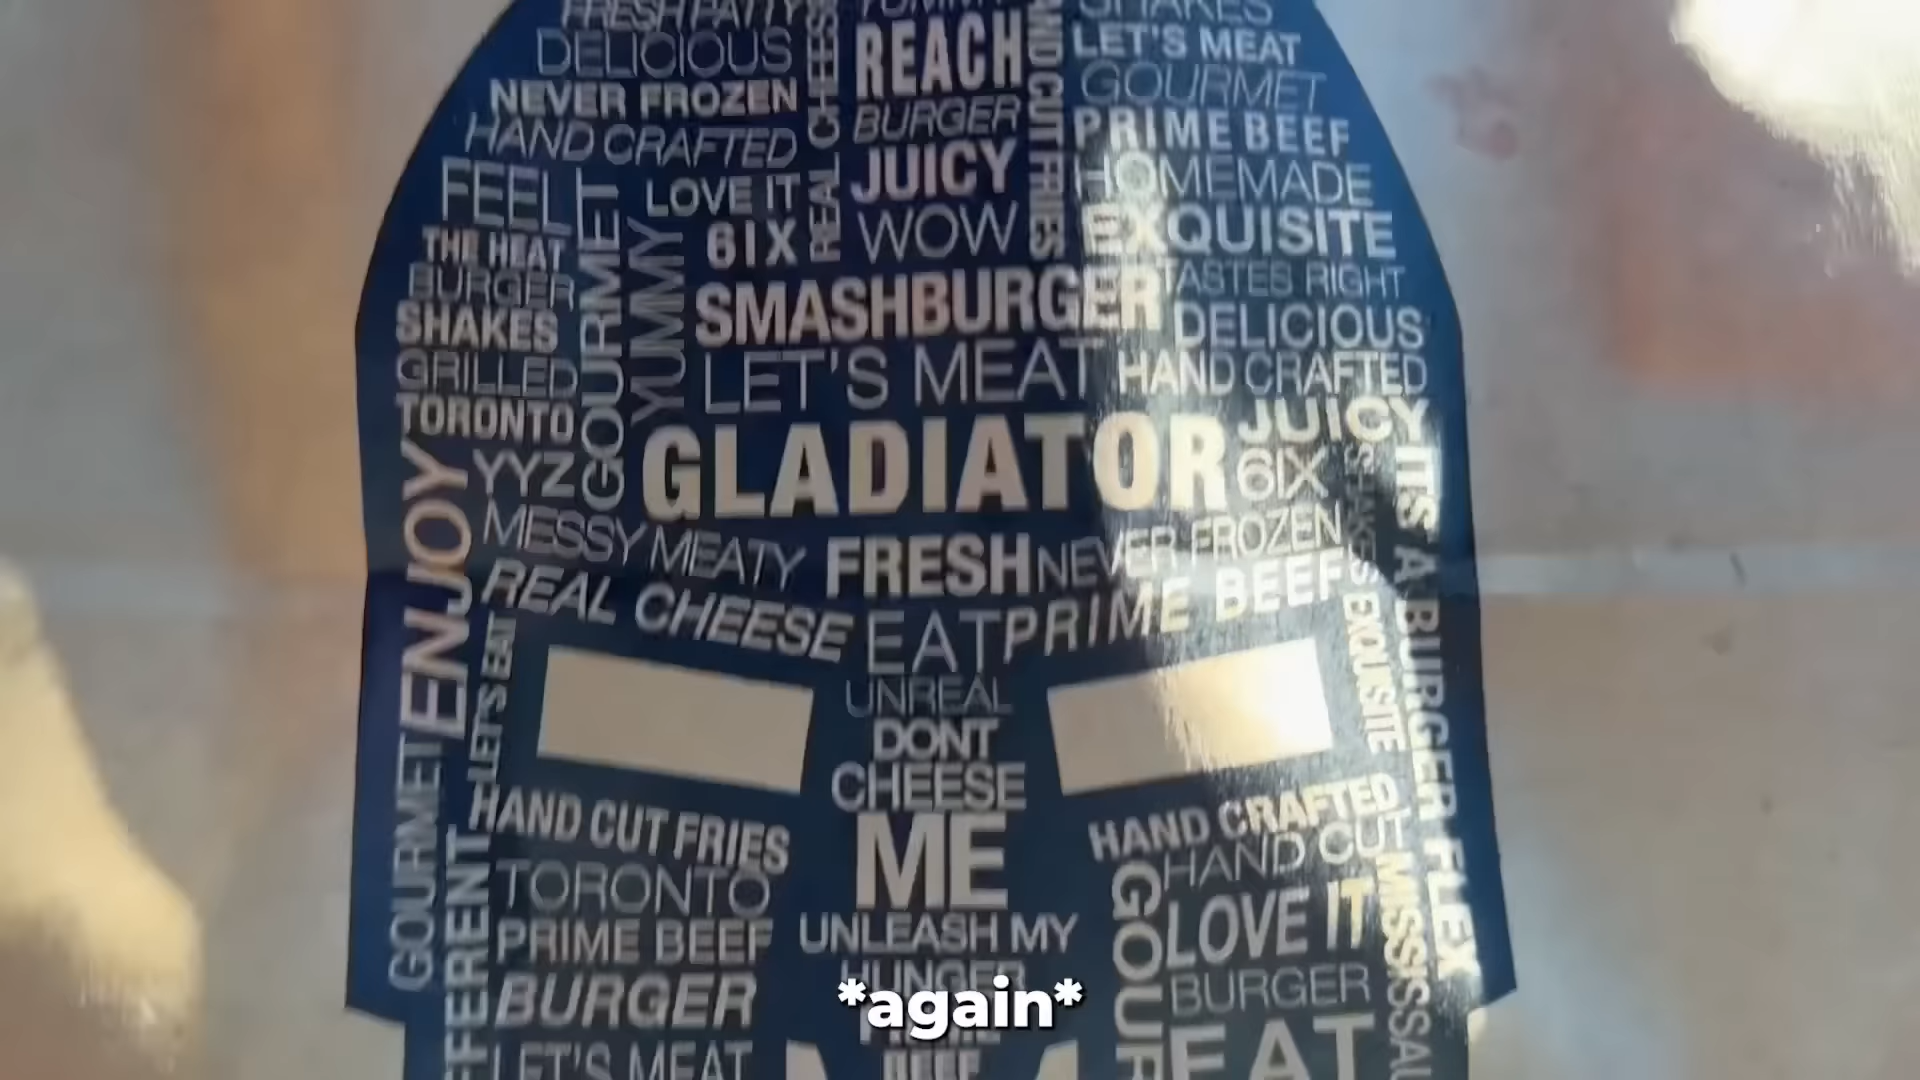 FRESH PATTY
YUMMY
SHAKES
DELICIOUS
REACH
LET'S MEAT
NEVER FROZEN
BURGER
GOURMET
HAND CRAFTED
REAL CHEESE
HAND CUT FRIES
PRIME BEEF
FEEL IT
LOVE IT
JUICY
HOMEMADE
THE HEAT
6IX
WOW
EXQUISITE
BURGER
GOURMET
YUMMY
SMASHBURGER
TASTES RIGHT
SHAKES
DELICIOUS
GRILLED
LET'S MEAT
HAND CRAFTED
TORONTO
GLADIATOR
JUICY
ENJOY
YYZ
6IX
SHAKES
IT'S A BURGER FLEX
MESSY MEATY
FRESH
NEVER FROZEN
REAL CHEESE
EAT
PRIME BEEF
EXQUISITE
LET'S EAT
UNREAL
DONT
CHEESE
ME
GOURMET
HAND CUT FRIES
HAND CRAFTED
TORONTO
HAND CUT
PRIME BEEF
UNLEASH MY
LOVE IT
HUNGER
BURGER
BURGER
PRIME
BEEF
LET'S MEAT
EAT
*again*